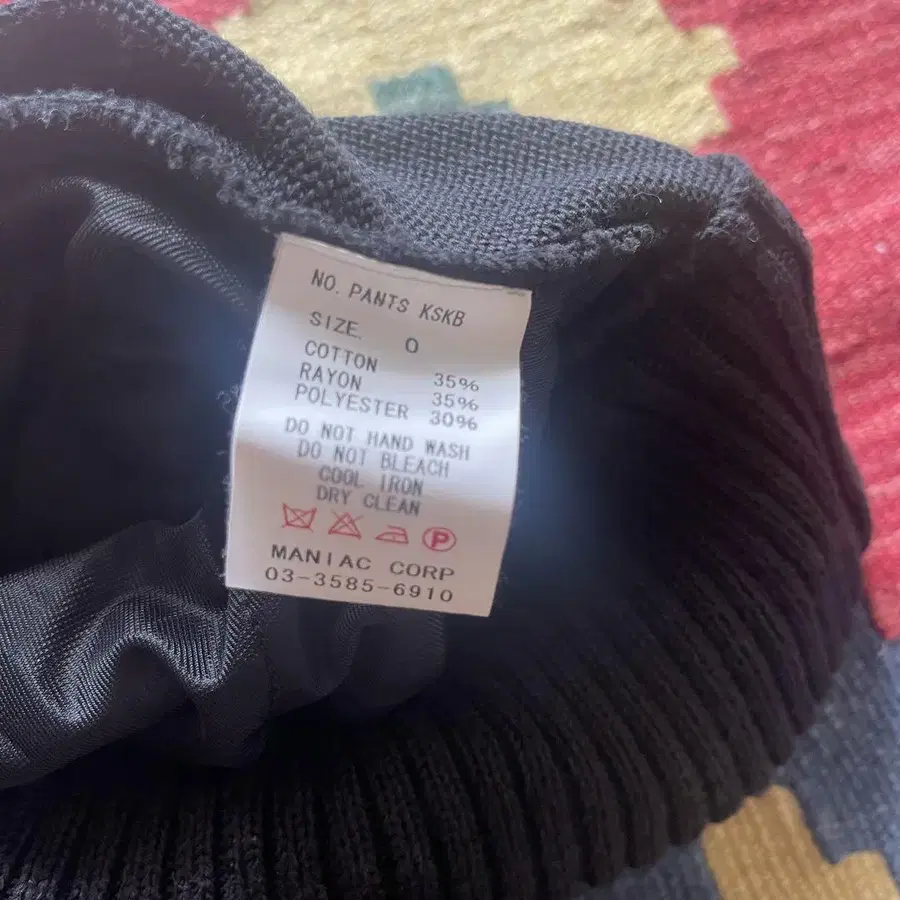 NO. PANTS KSKB
SIZE. 0
COTTON 35%
RAYON 35%
POLYESTER 30%
DO NOT HAND WASH
DO NOT BLEACH
COOL IRON
DRY CLEAN
P
MANIAC CORP
03-3585-6910